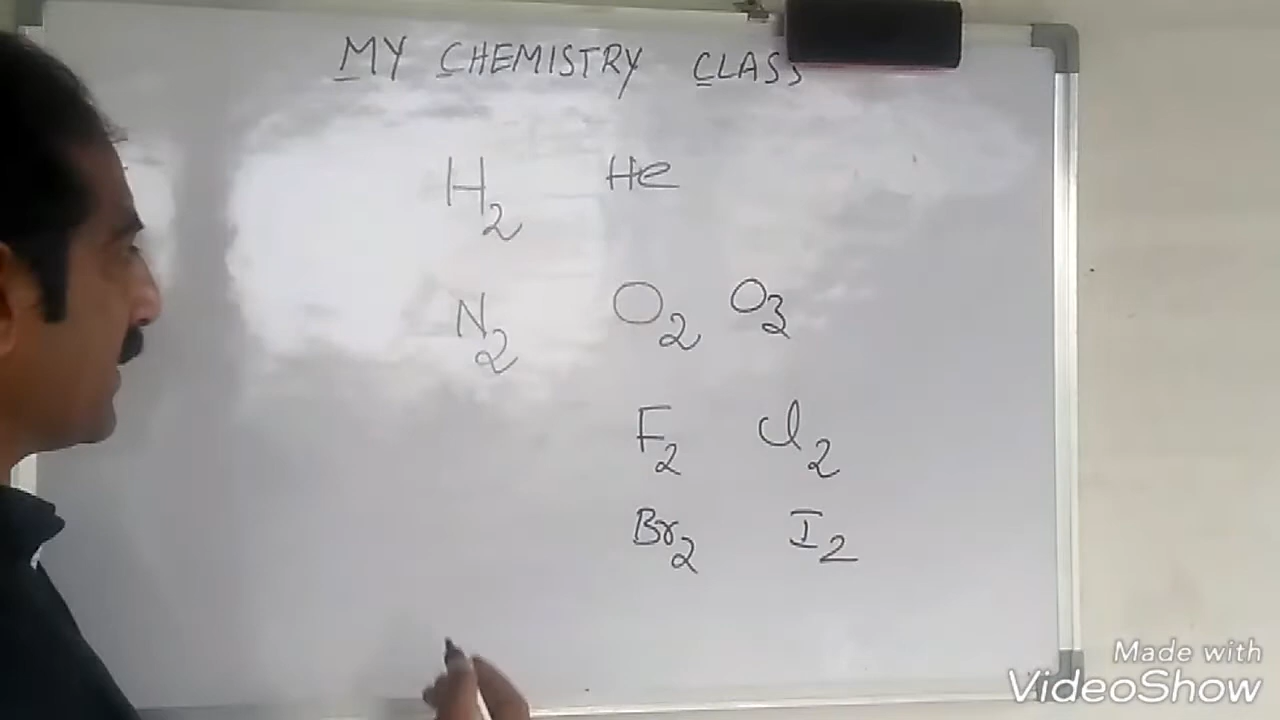 MY CHEMISTRY CLASS
H2 He
N2 O2 O3
F2 Cl2
Br2 I2
Made with
VideoShow